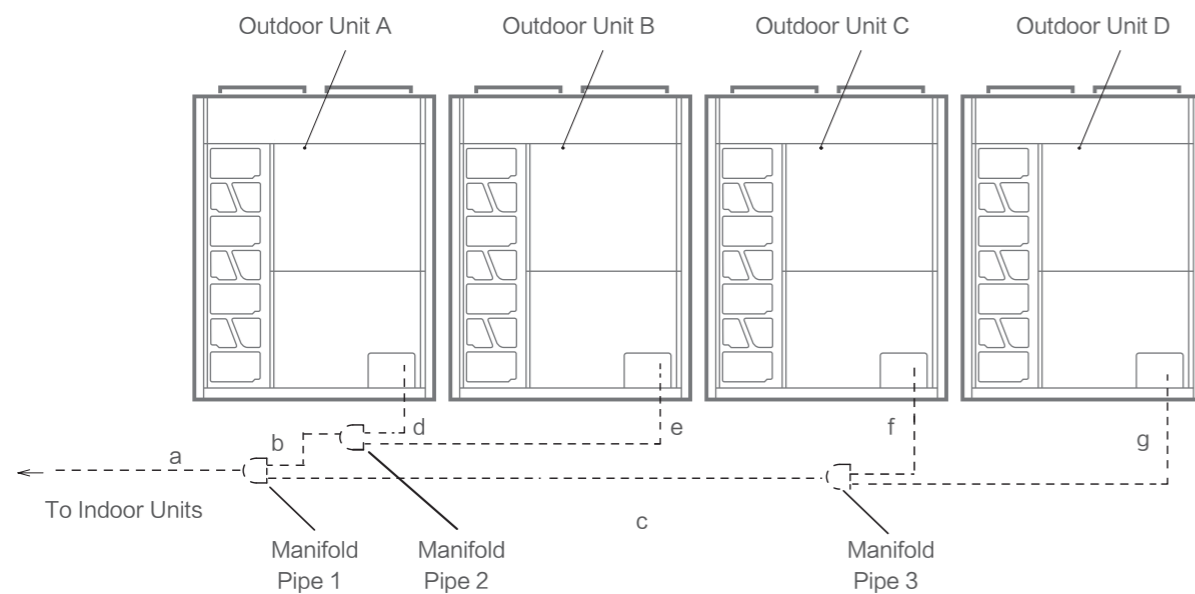 Outdoor Unit A
Outdoor Unit B
Outdoor Unit C
Outdoor Unit D
d
e
f
g
b
a
To Indoor Units
c
Manifold
Pipe 1
Manifold
Pipe 2
Manifold
Pipe 3